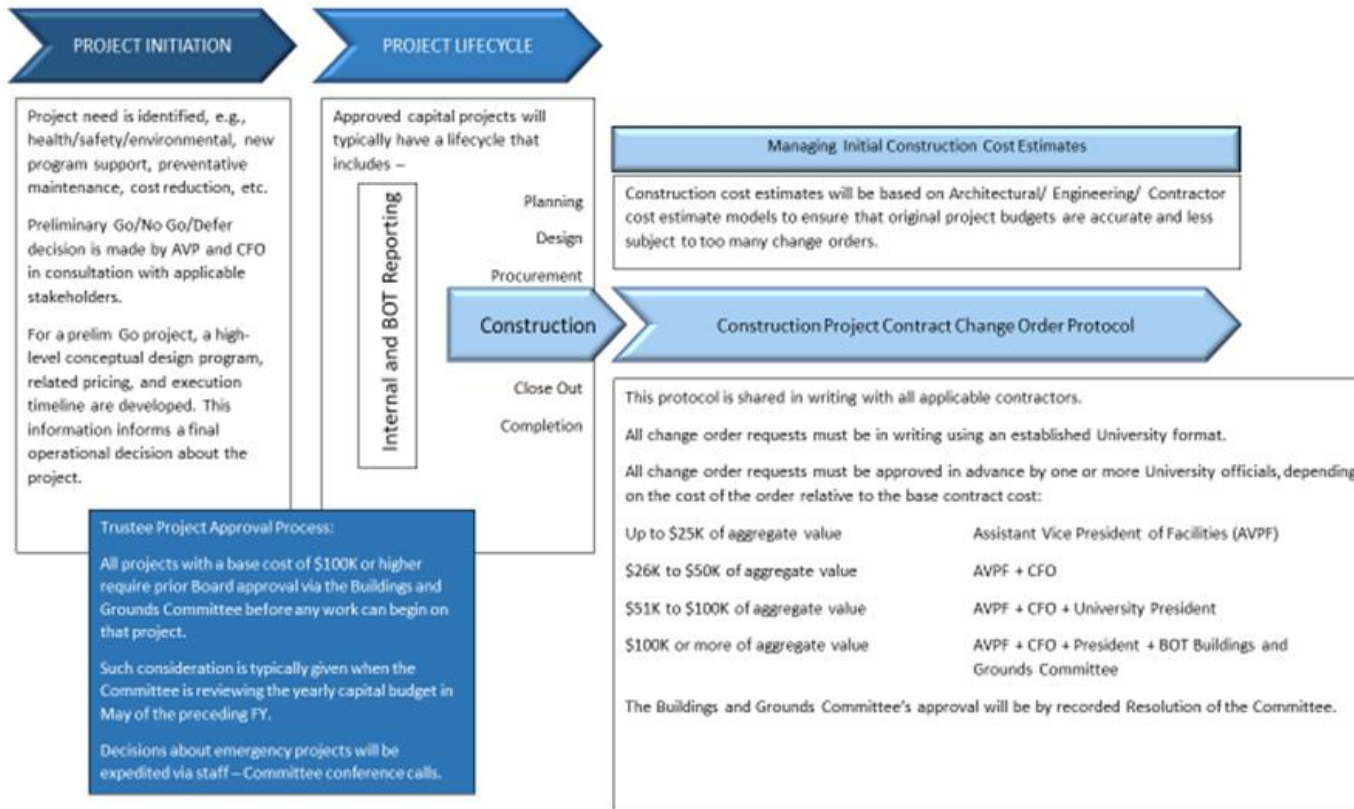 PROJECT INITIATION
Project need is identified, e.g.,
health/safety/environmental, new
program support, preventative
maintenance, cost reduction, etc.
Preliminary Go/No Go/Defer
decision is made by AVP and CFO
in consultation with applicable
stakeholders.
For a prelim Go project, a high-
level conceptual design program,
related pricing, and execution
timeline are developed. This
information informs a final
operational decision about the
project.
Trustee Project Approval Process:
All projects with a base cost of $100K or higher
require prior Board approval via the Buildings and
Grounds Committee before any work can begin on
that project.
Such consideration is typically given when the
Committee is reviewing the yearly capital budget in
May of the preceding FY.
Decisions about emergency projects will be
expedited via staff – Committee conference calls.
PROJECT LIFECYCLE
Approved capital projects will
typically have a lifecycle that
includes –
Internal and BOT Reporting
Planning
Design
Procurement
Construction
Close Out
Completion
Managing Initial Construction Cost Estimates
Construction cost estimates will be based on Architectural/ Engineering/ Contractor
cost estimate models to ensure that original project budgets are accurate and less
subject to too many change orders.
Construction Project Contract Change Order Protocol
This protocol is shared in writing with all applicable contractors.
All change order requests must be in writing using an established University format.
All change order requests must be approved in advance by one or more University officials, depending
on the cost of the order relative to the base contract cost:
Up to $25K of aggregate value Assistant Vice President of Facilities (AVPF)
$26K to $50K of aggregate value AVPF + CFO
$51K to $100K of aggregate value AVPF + CFO + University President
$100K or more of aggregate value AVPF + CFO + President + BOT Buildings and
Grounds Committee
The Buildings and Grounds Committee's approval will be by recorded Resolution of the Committee.